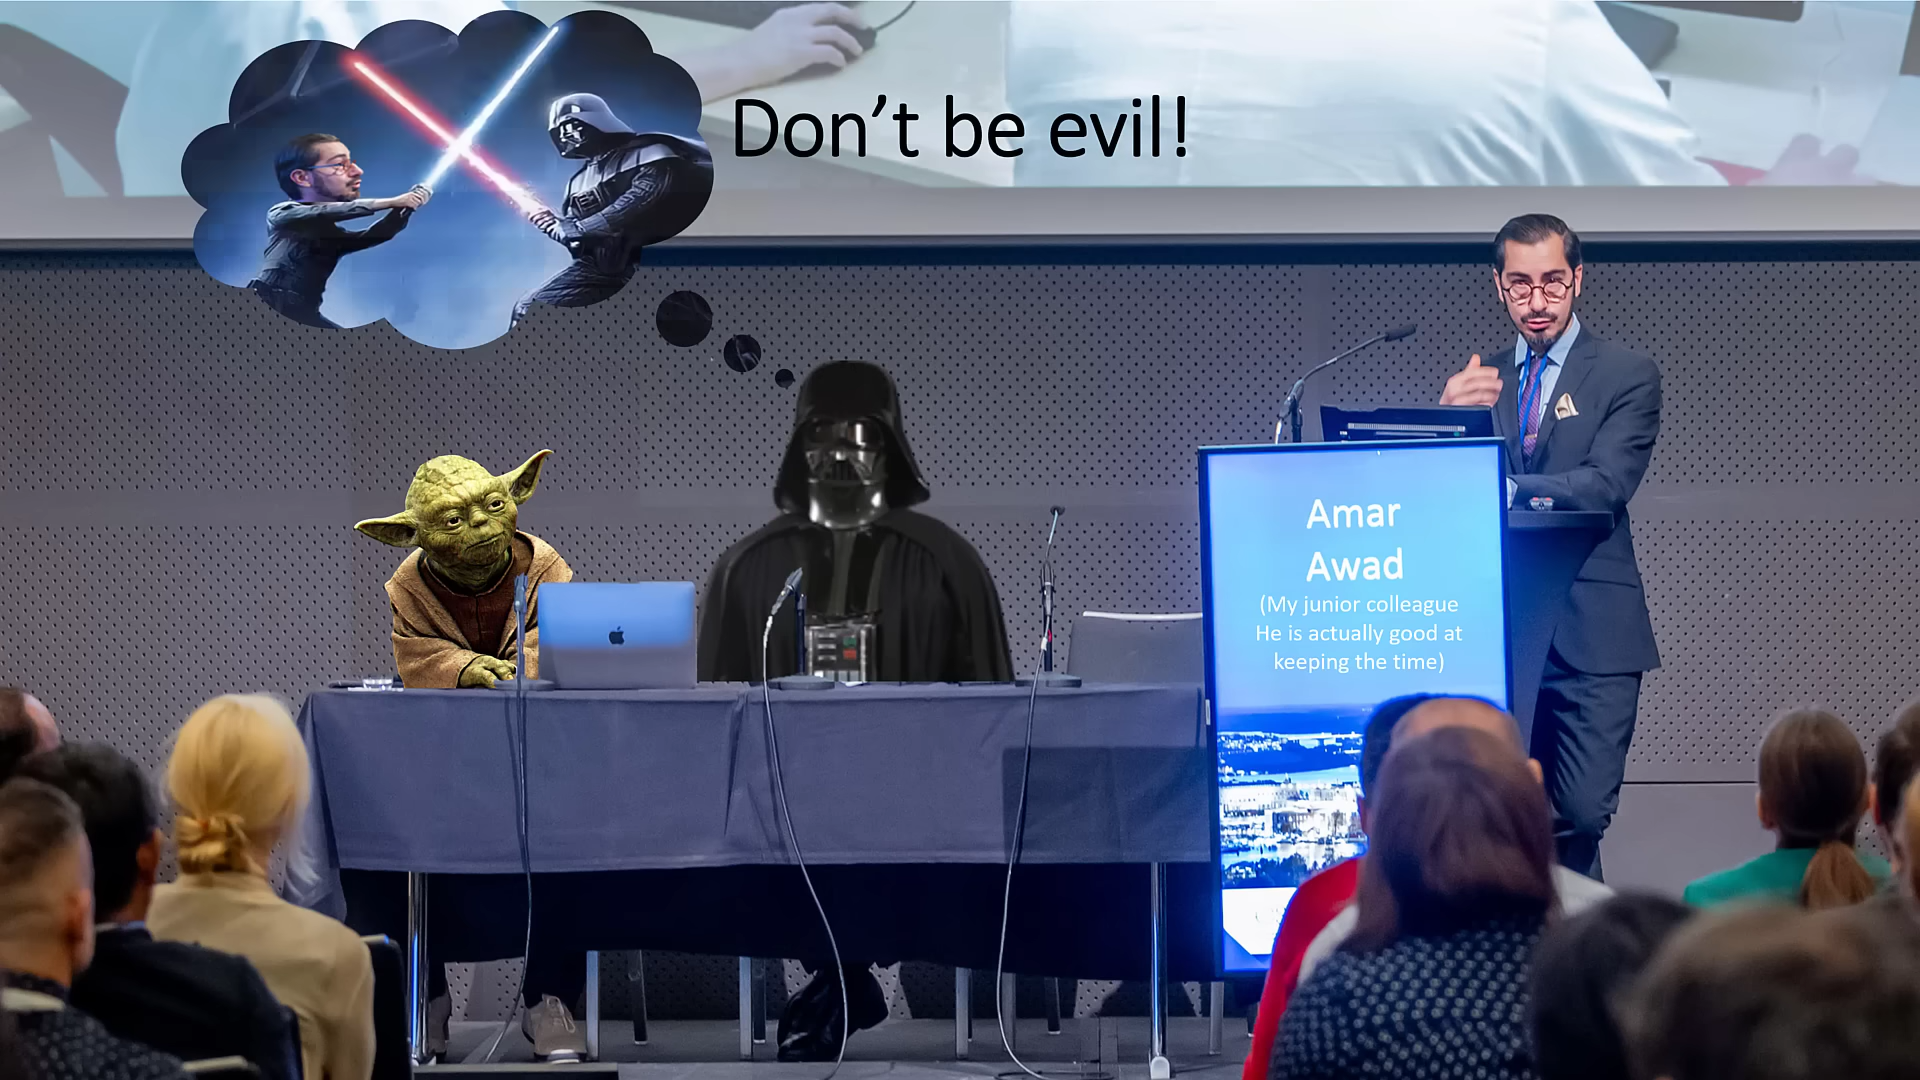 Don’t be evil!
Amar
Awad
(My junior colleague
He is actually good at
keeping the time)